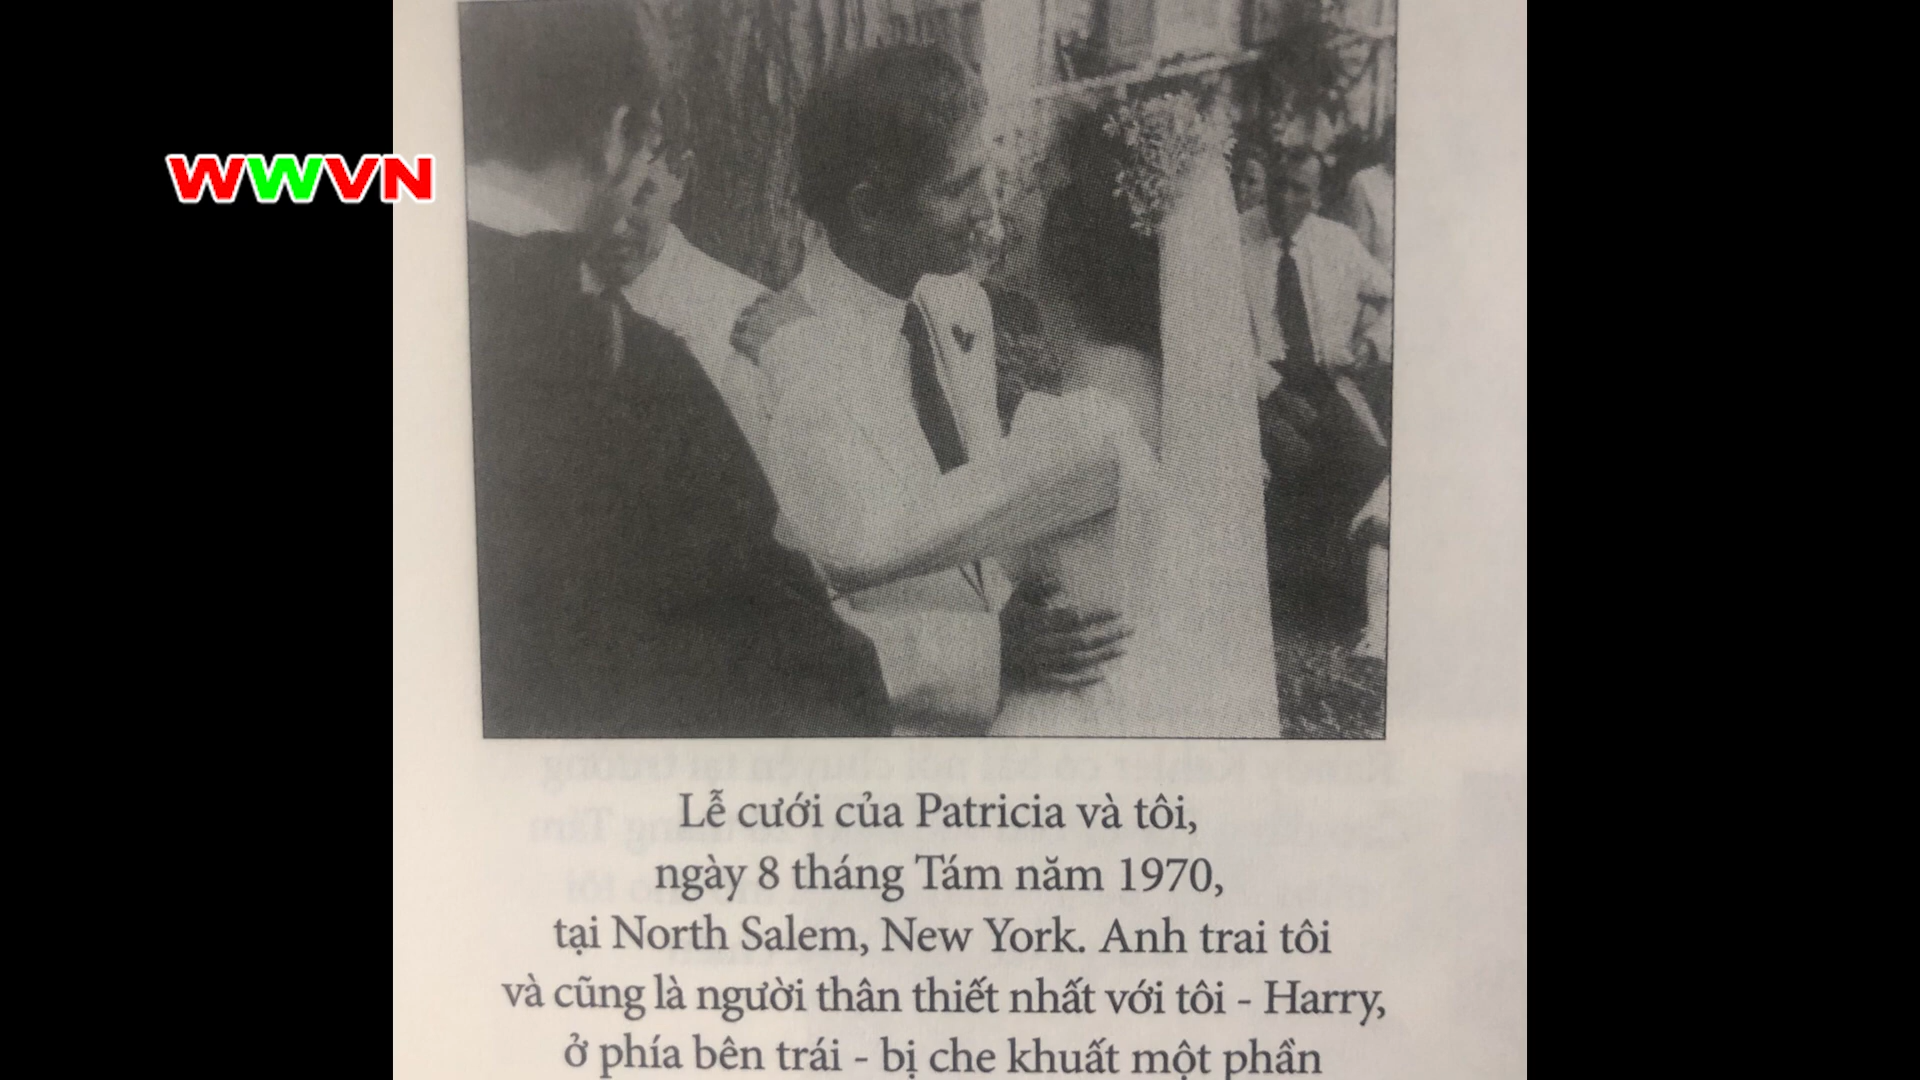 WWVN
Lễ cưới của Patricia và tôi,
ngày 8 tháng Tám năm 1970,
tại North Salem, New York. Anh trai tôi
và cũng là người thân thiết nhất với tôi - Harry,
ở phía bên trái - bị che khuất một phần